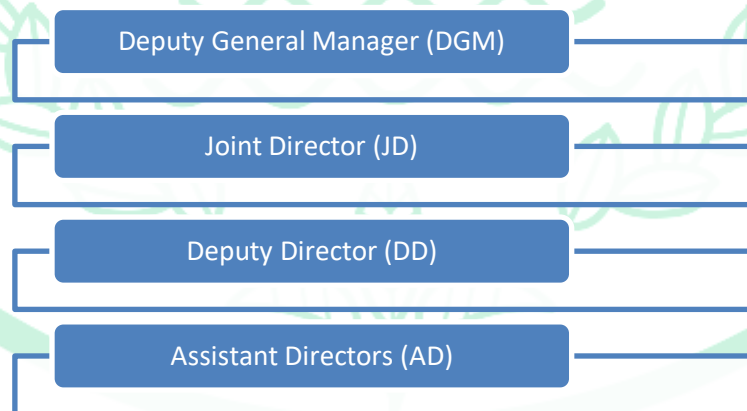 Deputy General Manager (DGM)
Joint Director (JD)
Deputy Director (DD)
Assistant Directors (AD)